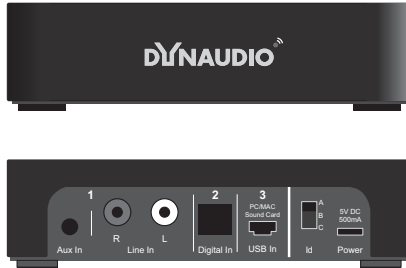 DYNAUDIO
1
2
3
PC/MAC
Sound Card
A
B
C
5V DC
500mA
R
L
Aux In
Line In
Digital In
USB In
Id
Power